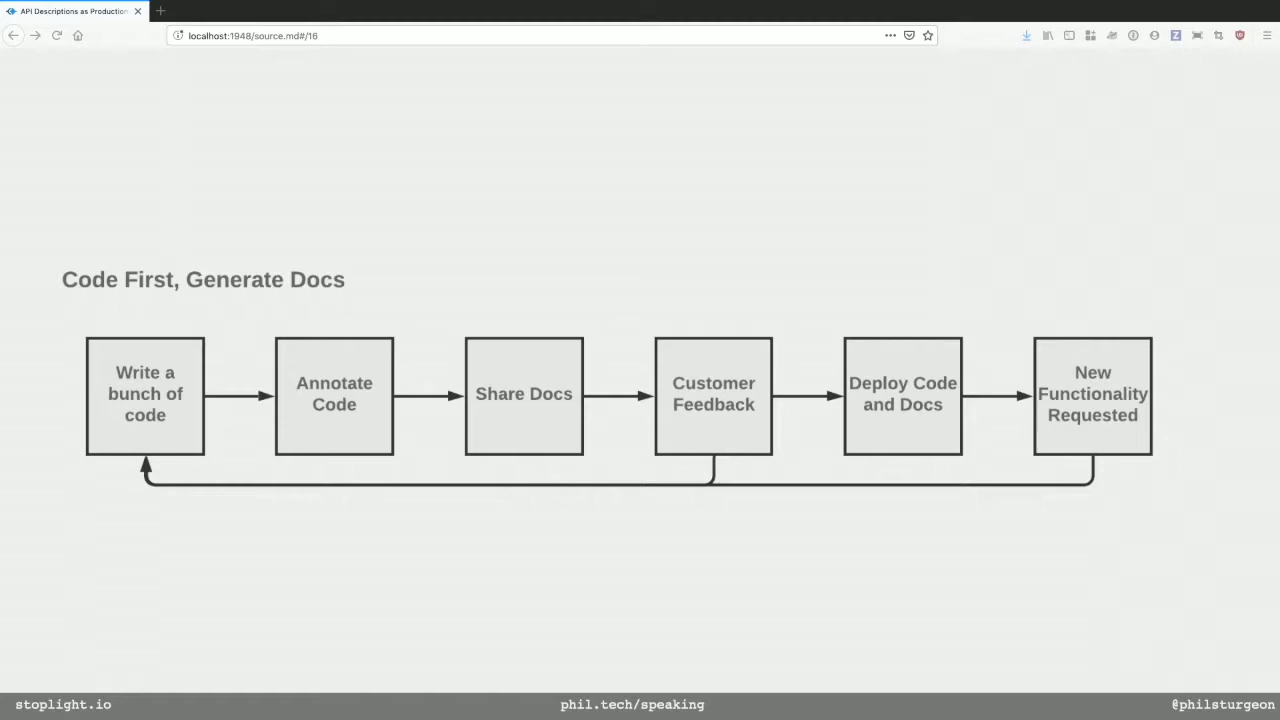 API Descriptions as Production
localhost:1948/source.md#/16
Code First, Generate Docs
Write a
bunch of
code
Annotate
Code
Share Docs
Customer
Feedback
Deploy Code
and Docs
New
Functionality
Requested
stoplight.io
phil.tech/speaking
@philsturgeon